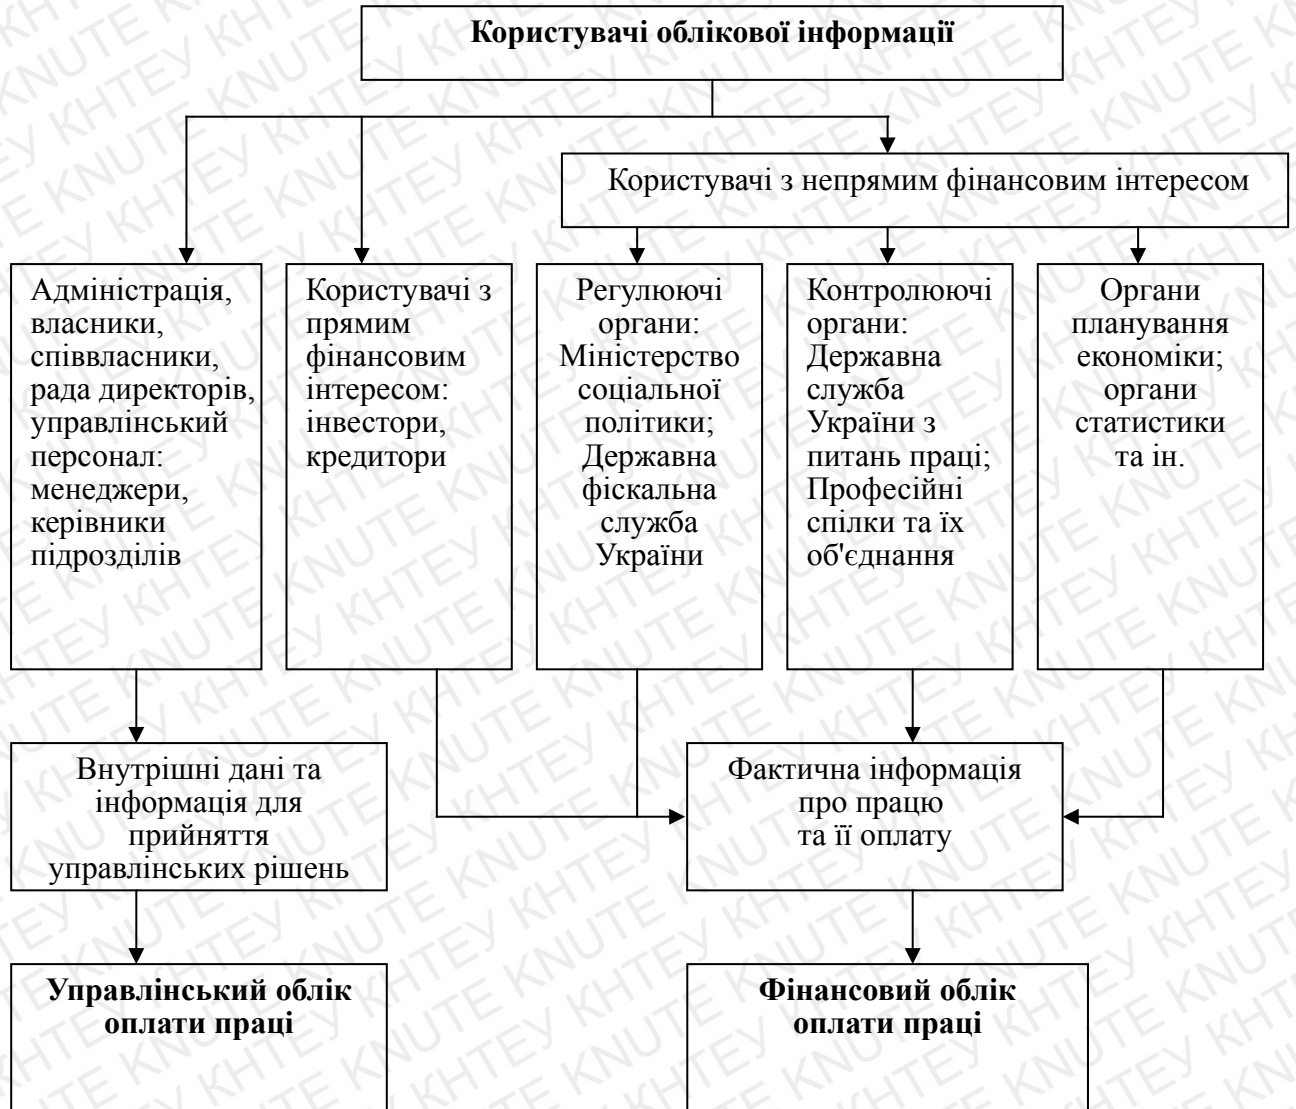 Користувачі облікової інформації
Користувачі з непрямим фінансовим інтересом
Адміністрація,
власники,
співвласники,
рада директорів,
управлінський
персонал:
менеджери,
керівники
підрозділів
Користувачі з
прямим
фінансовим
інтересом:
інвестори,
кредитори
Регулюючі
органи:
Міністерство
соціальної
політики;
Державна
фіскальна
служба
України
Контролюючі
органи:
Державна
служба
України з
питань праці;
Професійні
спілки та їх
об'єднання
Органи
планування
економіки;
органи
статистики
та ін.
Внутрішні дані та
інформація для
прийняття
управлінських рішень
Фактична інформація
про працю
та її оплату
Управлінський облік
оплати праці
Фінансовий облік
оплати праці